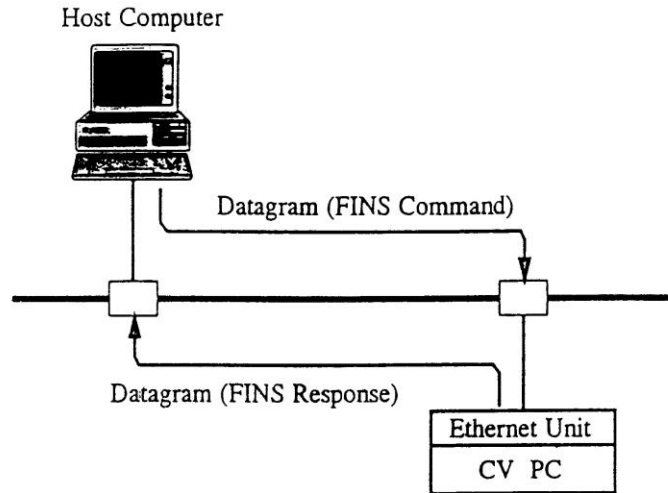 Host Computer
Datagram (FINS Command)
Datagram (FINS Response)
Ethernet Unit
CV PC